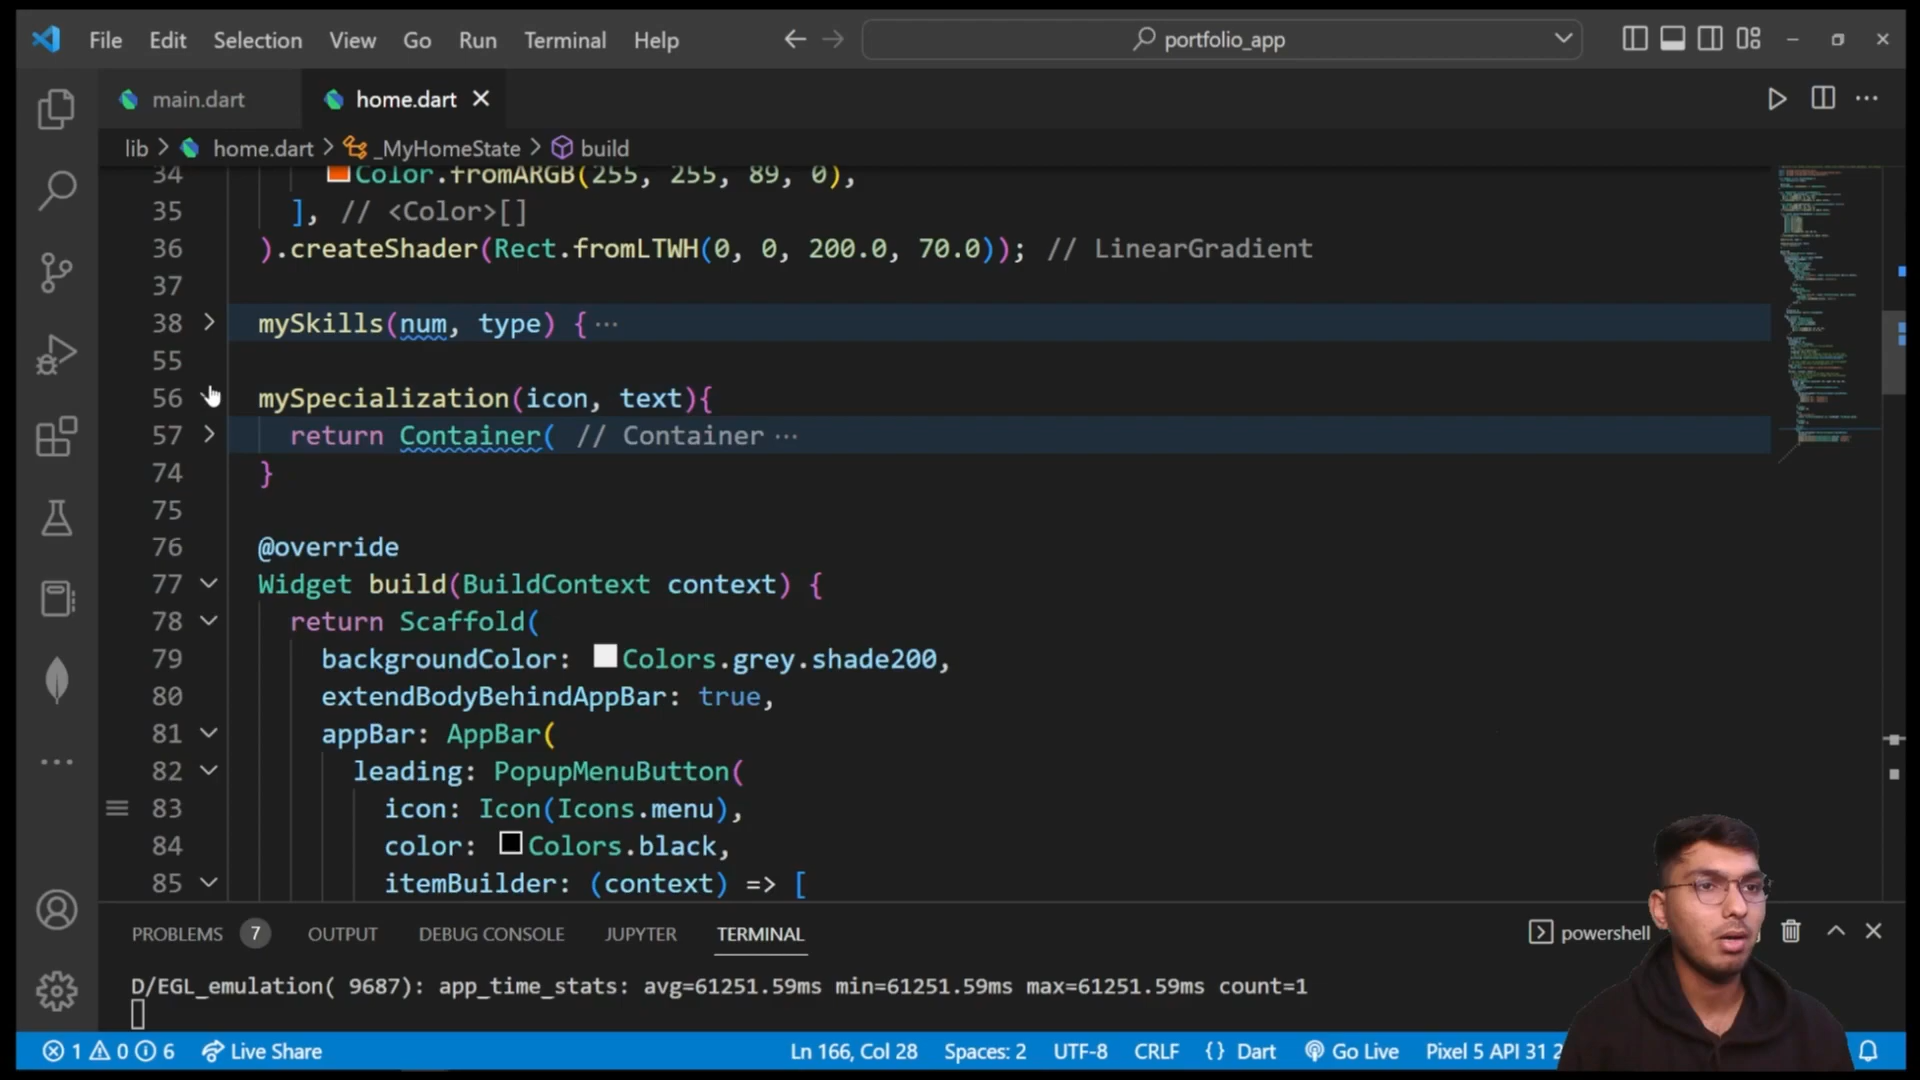 File Edit Selection View Go Run Terminal Help portfolio_app
main.dart home.dart
lib > home.dart > _MyHomeState > build
34 Color.fromARGB(255, 255, 89, 0),
35 ], // <Color>[]
36 ).createShader(Rect.fromLTWH(0, 0, 200.0, 70.0)); // LinearGradient
37
38 mySkills(num, type) { ···
55
56 mySpecialization(icon, text){
57 return Container( // Container ···
74 }
75
76 @override
77 Widget build(BuildContext context) {
78 return Scaffold(
79 backgroundColor: Colors.grey.shade200,
80 extendBodyBehindAppBar: true,
81 appBar: AppBar(
82 leading: PopupMenuButton(
83 icon: Icon(Icons.menu),
84 color: Colors.black,
85 itemBuilder: (context) => [
PROBLEMS 7 OUTPUT DEBUG CONSOLE JUPYTER TERMINAL powershell
D/EGL_emulation( 9687): app_time_stats: avg=61251.59ms min=61251.59ms max=61251.59ms count=1
1 0 6 Live Share Ln 166, Col 28 Spaces: 2 UTF-8 CRLF {} Dart Go Live Pixel 5 API 31